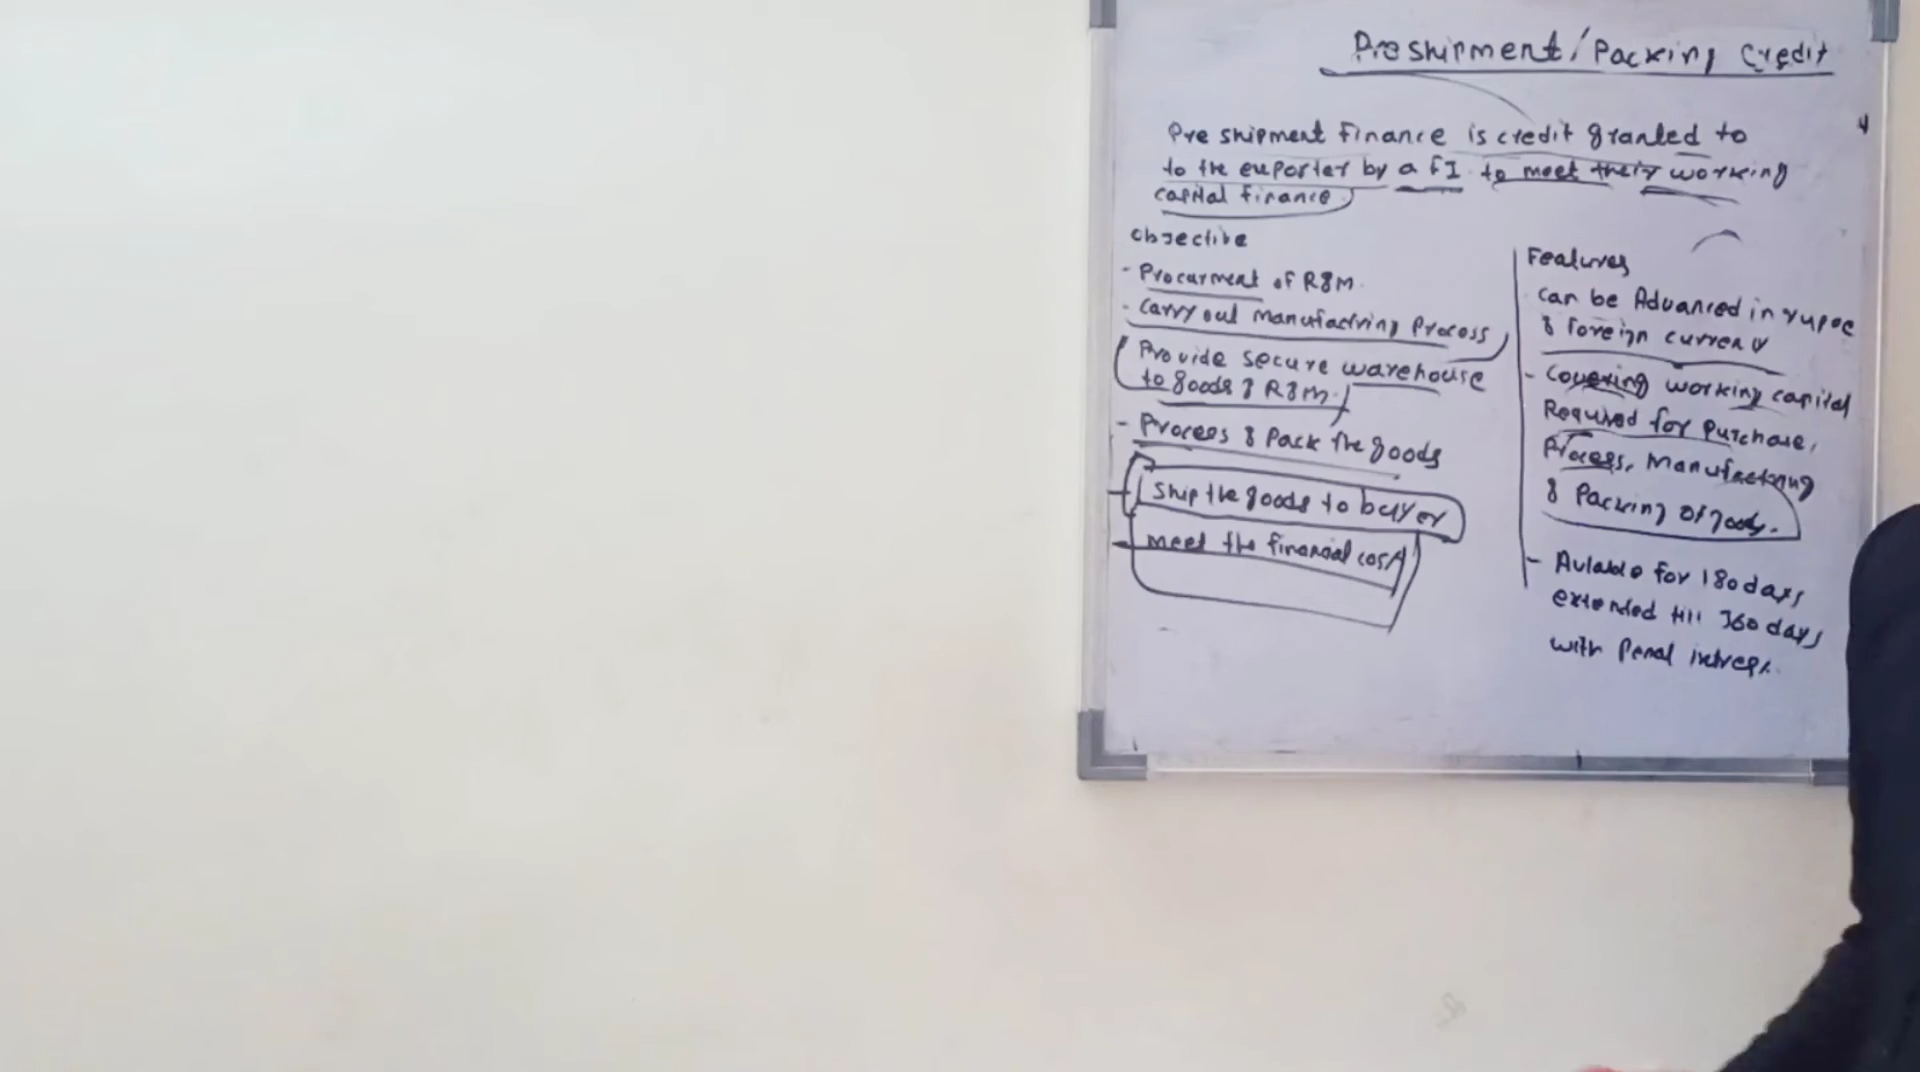 Preshipment/Packing Credit
Pre shipment Finance is credit granted to
to the exporter by a FI to meet their working
capital finance
objective
- Procurment of R&M.
- Carry out manufactring Process
Provide secure warehouse
to goods & R&M.
- Process & Pack the goods
Ship the goods to buyer
meet the financial cost
Features
can be Advanced in rupee
& foreign currency
- Covering working capital
Required for purchase,
Process, Manufacturing
& Packing of goods.
- Avlable for 180 days
extended till 360 days
with Penal intrest.